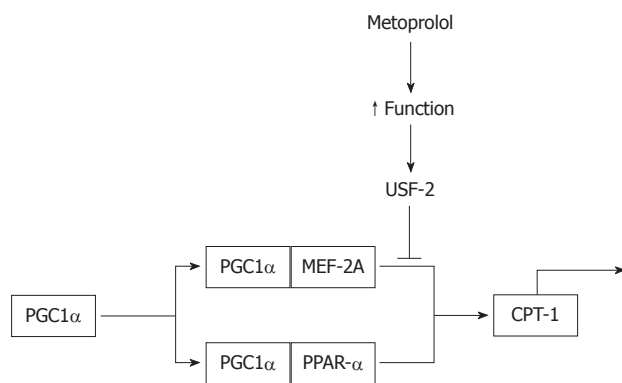 Metoprolol
↑ Function
USF-2
PGC1α MEF-2A
PGC1α
CPT-1
PGC1α PPAR-α